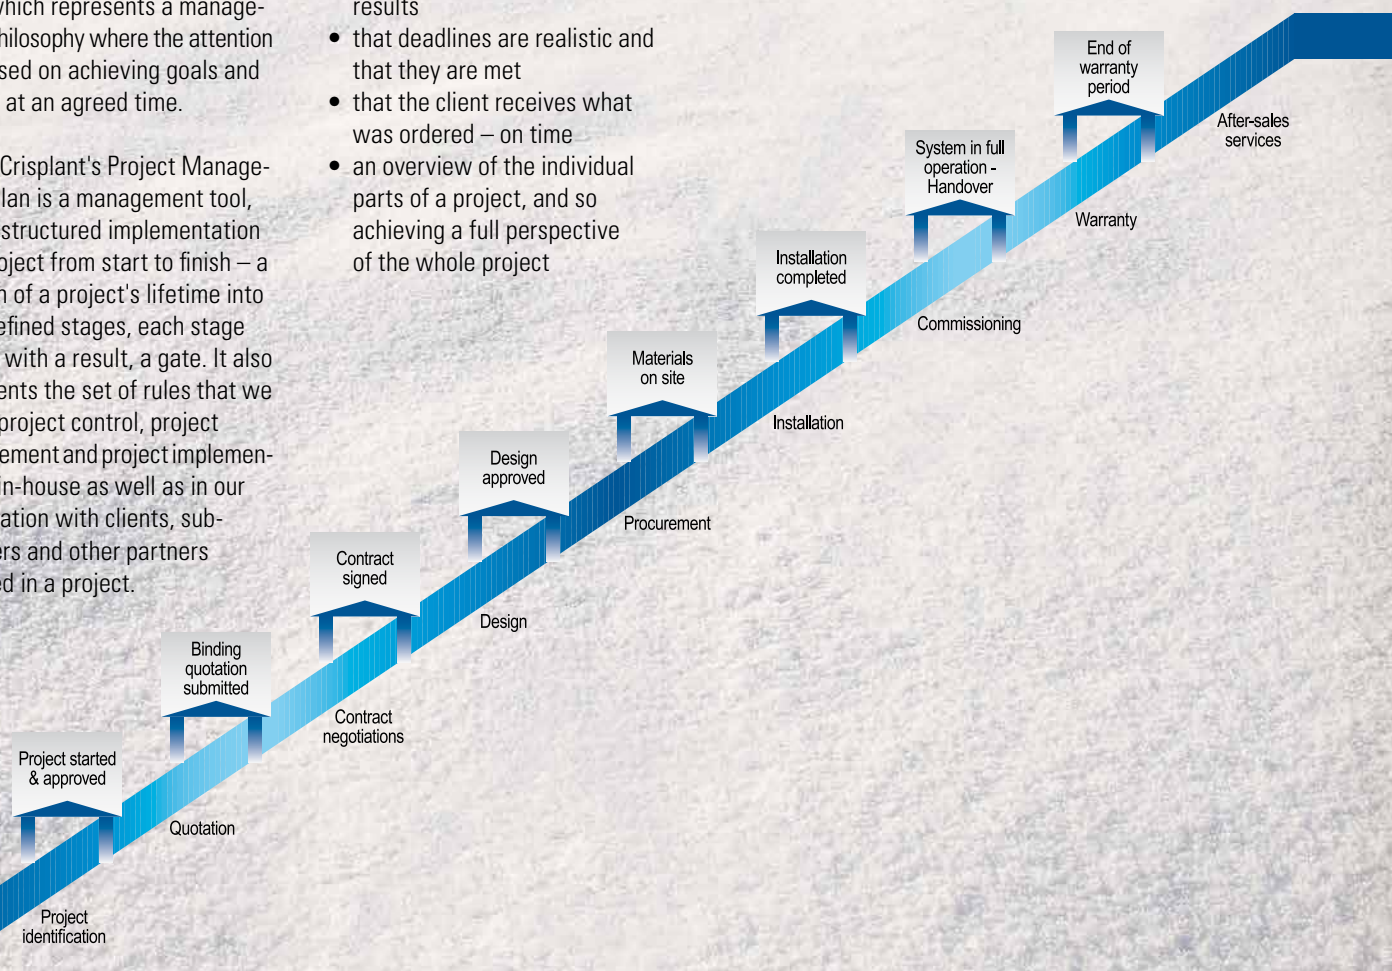 which represents a manage-
hilosophy where the attention
sed on achieving goals and
at an agreed time.
Crisplant's Project Manage-
lan is a management tool,
structured implementation
oject from start to finish – a
n of a project's lifetime into
efined stages, each stage
with a result, a gate. It also
ents the set of rules that we
project control, project
ement and project implemen-
in-house as well as in our
ation with clients, sub-
ers and other partners
ed in a project.
results
• that deadlines are realistic and
that they are met
• that the client receives what
was ordered – on time
• an overview of the individual
parts of a project, and so
achieving a full perspective
of the whole project
Project started
& approved
Project
identification
Binding
quotation
submitted
Quotation
Contract
signed
Contract
negotiations
Design
approved
Design
Materials
on site
Procurement
Installation
completed
Installation
System in full
operation -
Handover
Commissioning
End of
warranty
period
Warranty
After-sales
services